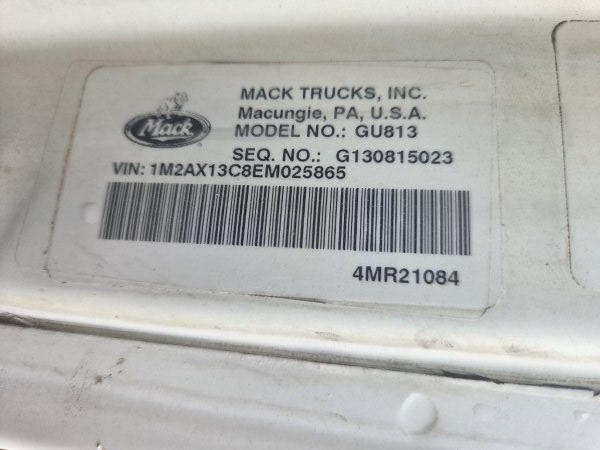 Mack
MACK TRUCKS, INC.
Macungie, PA, U.S.A.
MODEL NO.: GU813
SEQ. NO.: G130815023
VIN: 1M2AX13C8EM025865
4MR21084